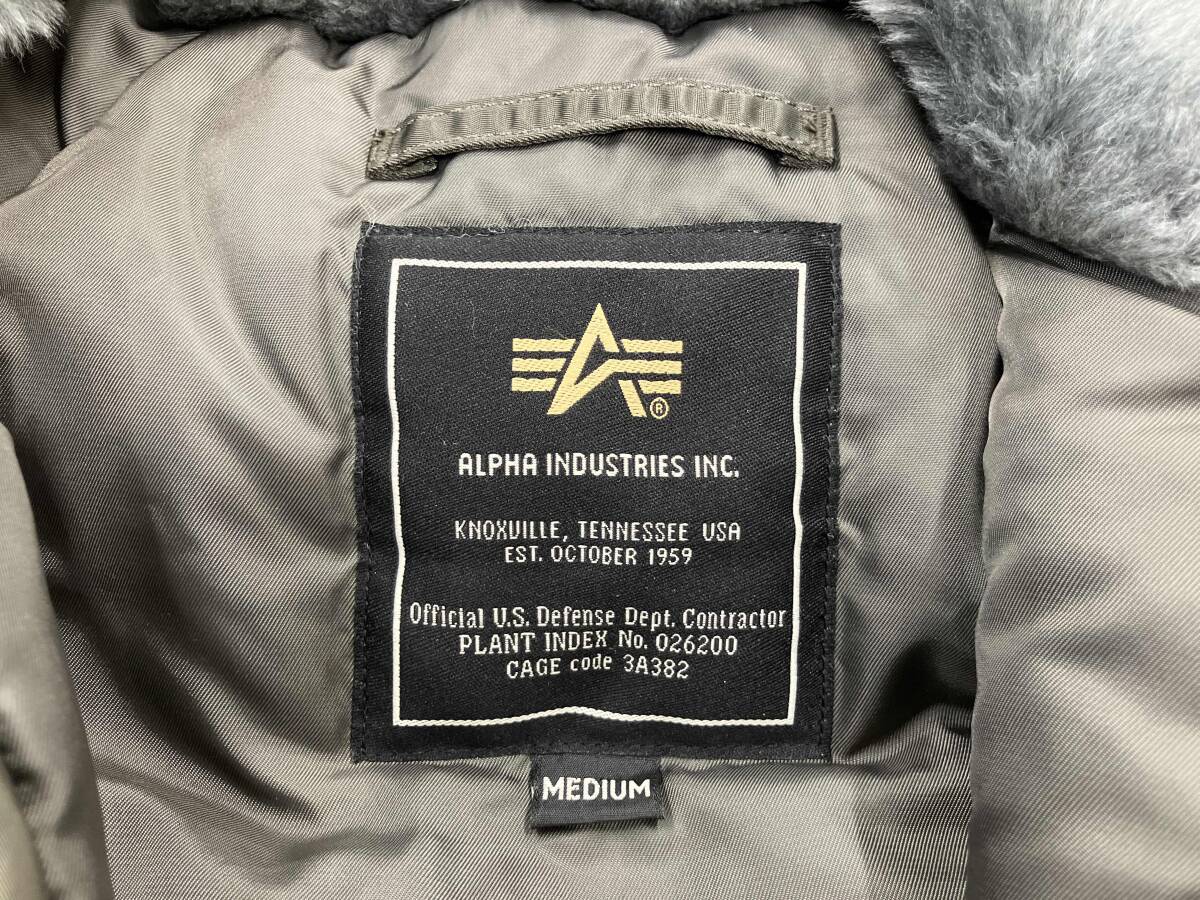 ®
ALPHA INDUSTRIES INC.
KNOXVILLE, TENNESSEE USA
EST. OCTOBER 1959
Official U.S. Defense Dept. Contractor
PLANT INDEX No. 026200
CAGE code 3A382
MEDIUM